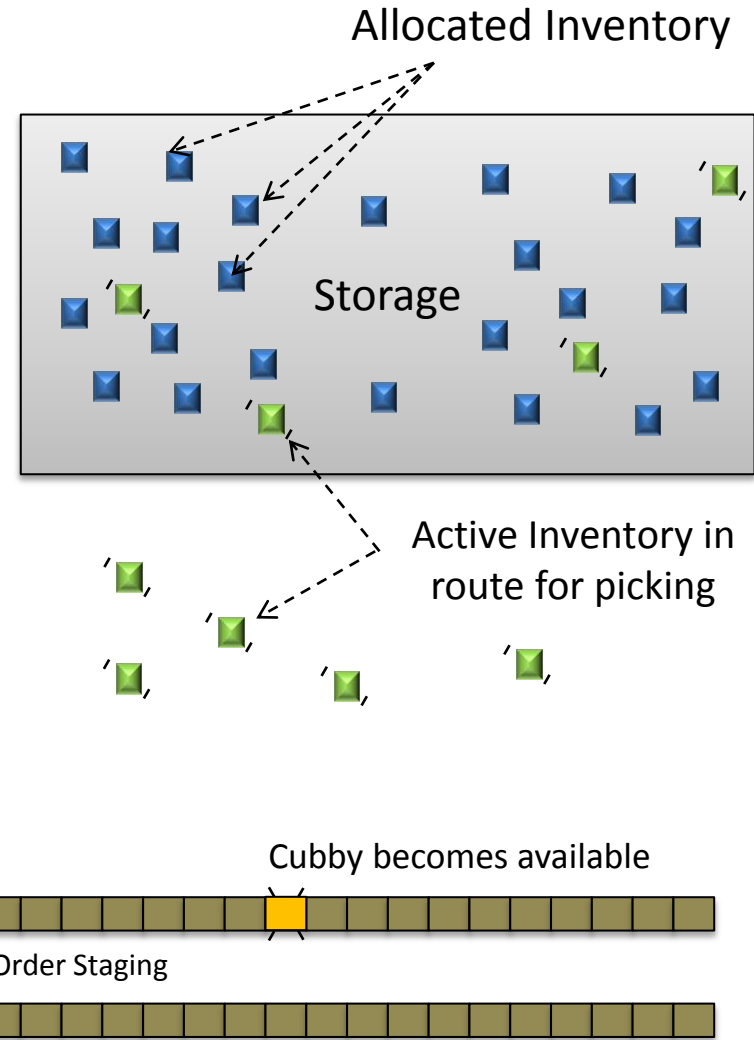 Allocated Inventory
Storage
Active Inventory in
route for picking
Cubby becomes available
Order Staging